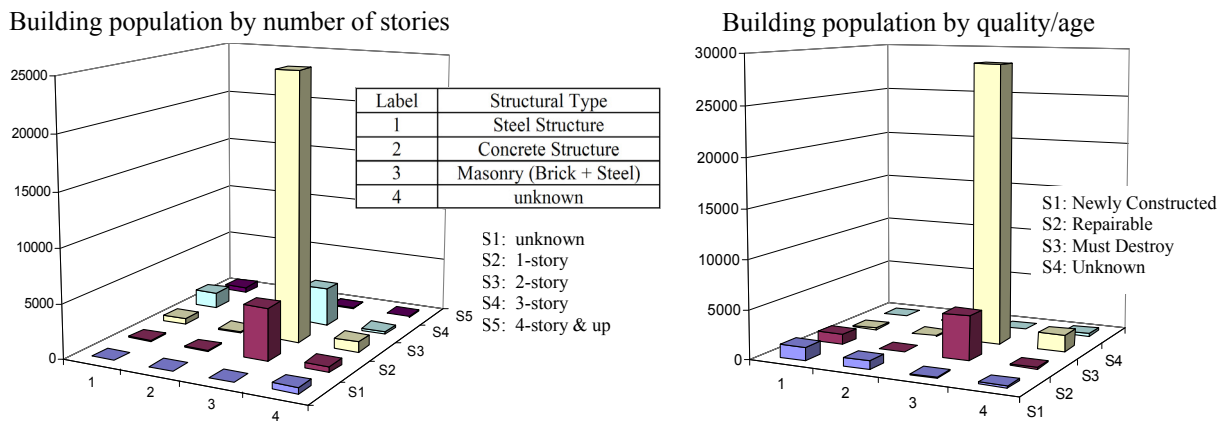 Building population by number of stories
25000
20000
15000
10000
5000
0
1
2
3
4
S1
S2
S3
S4
S5
Label Structural Type
1 Steel Structure
2 Concrete Structure
3 Masonry (Brick + Steel)
4 unknown
S1: unknown
S2: 1-story
S3: 2-story
S4: 3-story
S5: 4-story & up
Building population by quality/age
30000
25000
20000
15000
10000
5000
0
1
2
3
4
S1
S2
S3
S4
S1: Newly Constructed
S2: Repairable
S3: Must Destroy
S4: Unknown